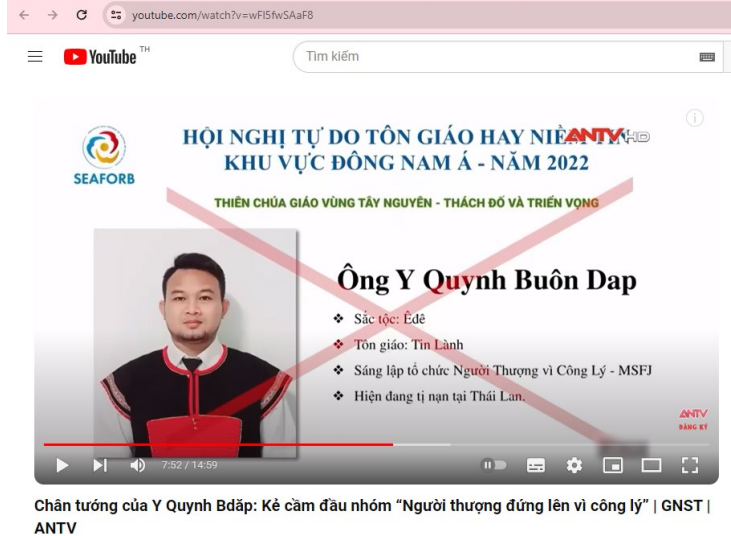 youtube.com/watch?v=wFI5fwSAaF8
YouTube TH
Tìm kiếm
SEAFORB
HỘI NGHỊ TỰ DO TÔN GIÁO HAY NIỀM TIN
ANTV HD
KHU VỰC ĐÔNG NAM Á - NĂM 2022
THIÊN CHÚA GIÁO VÙNG TÂY NGUYÊN - THÁCH ĐỐ VÀ TRIỂN VỌNG
Ông Y Quynh Buôn Dap
❖ Sắc tộc: Êđê
❖ Tôn giáo: Tin Lành
❖ Sáng lập tổ chức Người Thượng vì Công Lý - MSFJ
❖ Hiện đang tị nạn tại Thái Lan.
ANTV
ĐĂNG KÝ
7:52 / 14:59
Chân tướng của Y Quynh Bdăp: Kẻ cầm đầu nhóm “Người thượng đứng lên vì công lý” | GNST |
ANTV